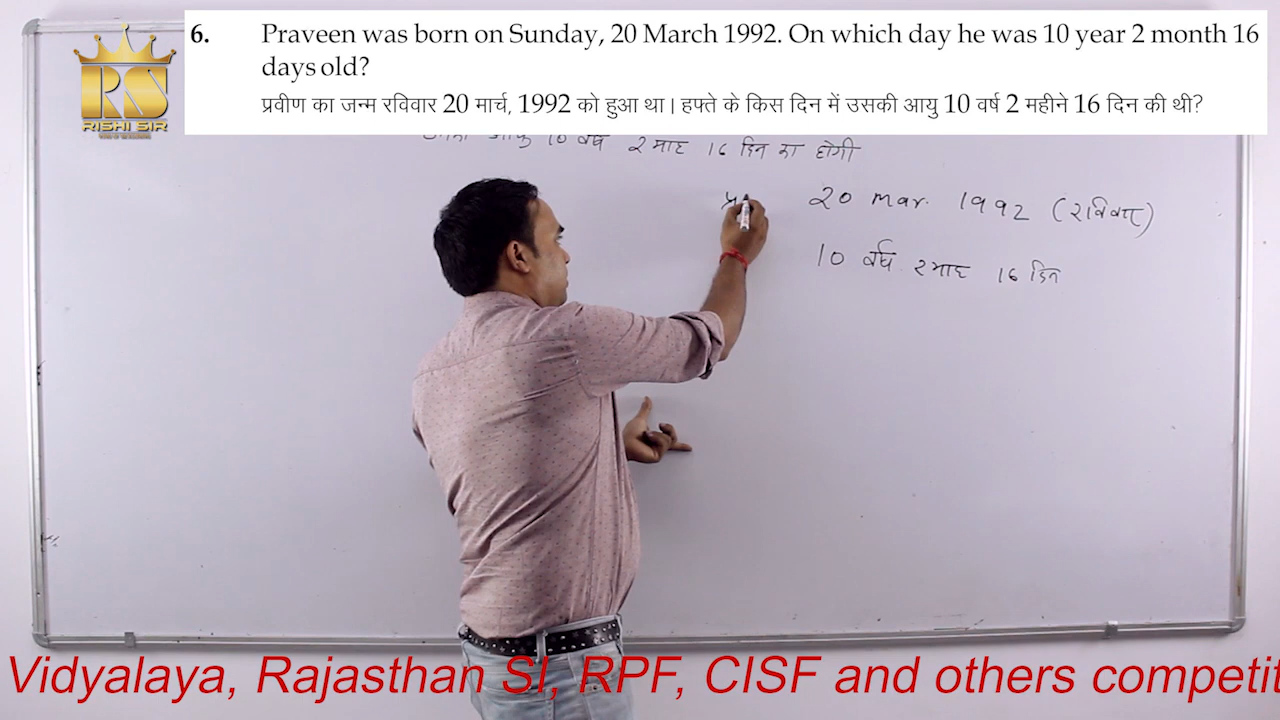 6. Praveen was born on Sunday, 20 March 1992. On which day he was 10 year 2 month 16
days old?
प्रवीण का जन्म रविवार 20 मार्च, 1992 को हुआ था। हफ्ते के किस दिन में उसकी आयु 10 वर्ष 2 महीने 16 दिन की थी?
RS
RISHI SIR
आयु 10 वर्ष 2 माह 16 दिन का होगी
20 Mar. 1992 (रविवार)
10 वर्ष 2 माह 16 दिन
Vidyalaya, Rajasthan SI, RPF, CISF and others competit